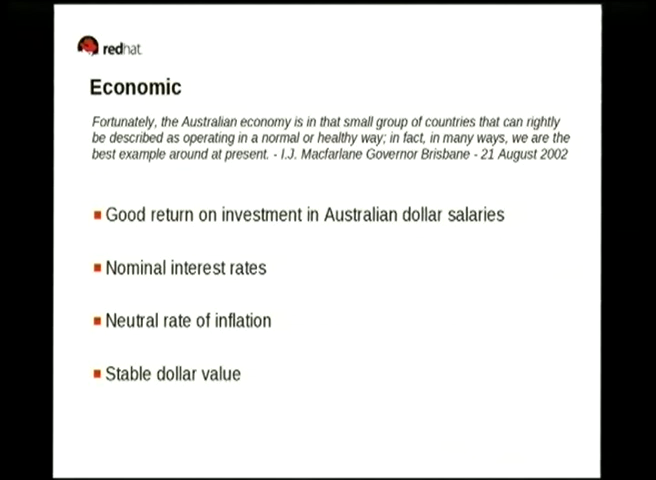 redhat
Economic
Fortunately, the Australian economy is in that small group of countries that can rightly
be described as operating in a normal or healthy way; in fact, in many ways, we are the
best example around at present. - I.J. Macfarlane Governor Brisbane - 21 August 2002
Good return on investment in Australian dollar salaries
Nominal interest rates
Neutral rate of inflation
Stable dollar value